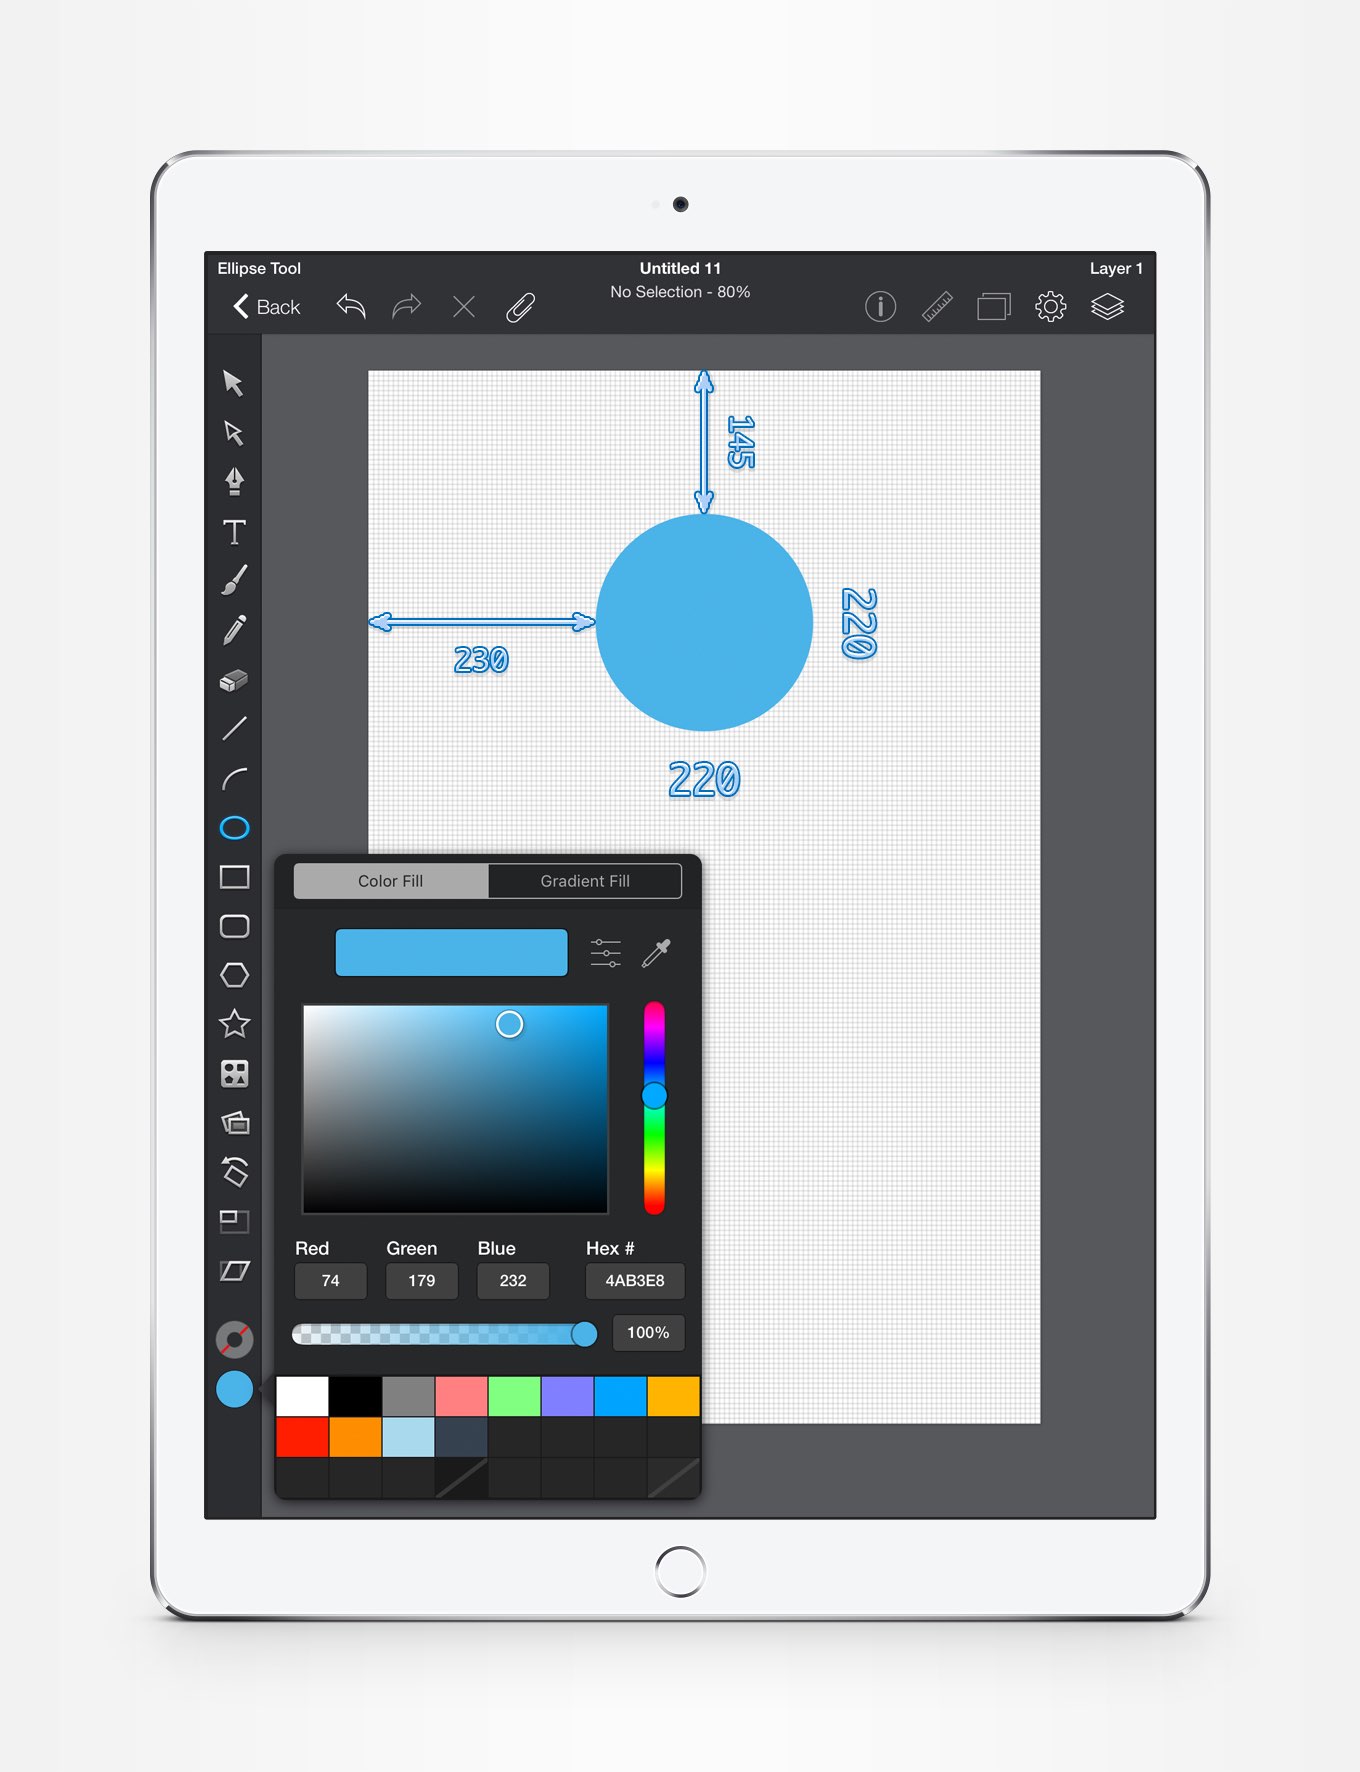 Ellipse Tool
Untitled 11
Layer 1
Back
No Selection - 80%
145
230
220
220
Color Fill
Gradient Fill
Red
Green
Blue
Hex #
74
179
232
4AB3E8
100%